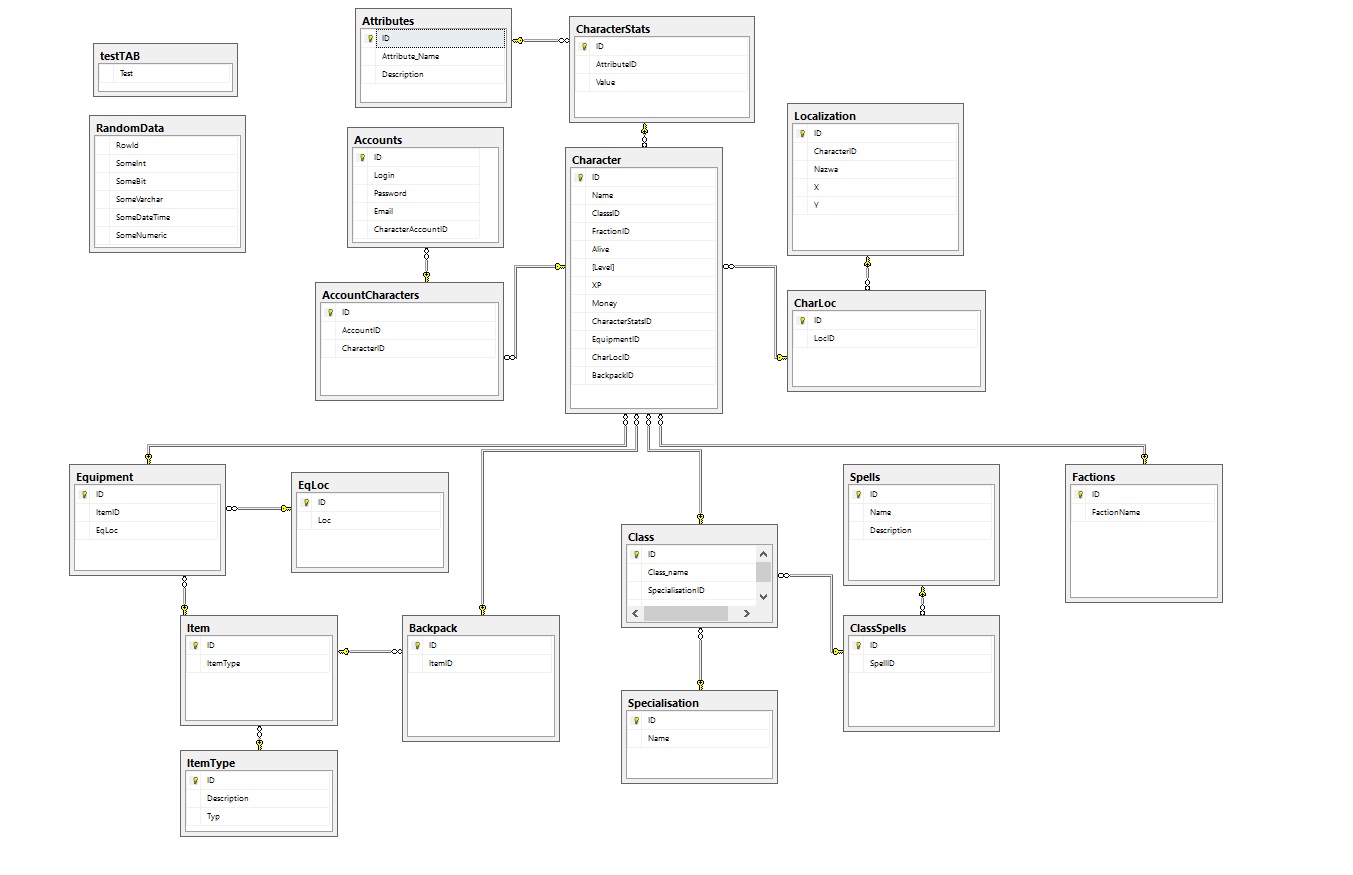 testTAB
Test
RandomData
RowId
SomeInt
SomeBit
SomeVarchar
SomeDateTime
SomeNumeric
Attributes
ID
Attribute_Name
Description
CharacterStats
ID
AttributeID
Value
Accounts
ID
Login
Password
Email
CharacterAccountID
AccountCharacters
ID
AccountID
CharacterID
Character
ID
Name
ClasssID
FractionID
Alive
[Level]
XP
Money
CharacterStatsID
EquipmentID
CharLocID
BackpackID
Localization
ID
CharacterID
Nazwa
X
Y
CharLoc
ID
LocID
Equipment
ID
ItemID
EqLoc
EqLoc
ID
Loc
Item
ID
ItemType
Backpack
ID
ItemID
ItemType
ID
Description
Typ
Class
ID
Class_name
SpecialisationID
Specialisation
ID
Name
Spells
ID
Name
Description
ClassSpells
ID
SpellID
Factions
ID
FactionName